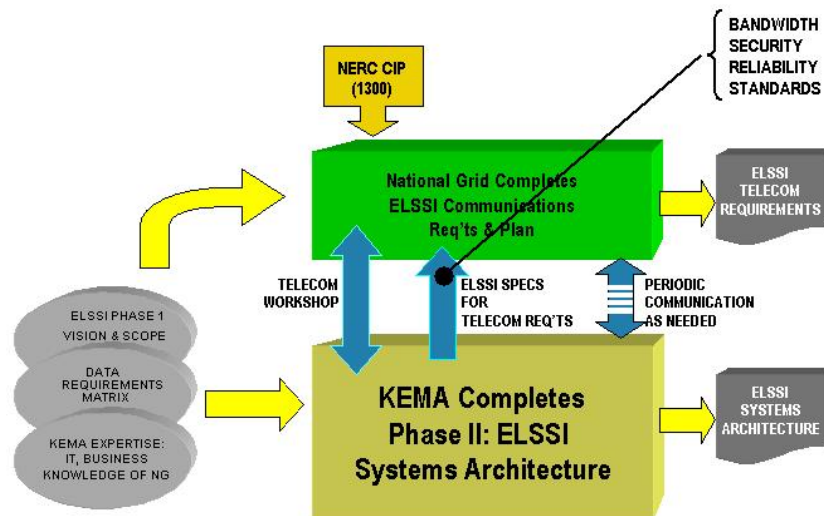 BANDWIDTH
SECURITY
RELIABILITY
STANDARDS
NERC CIP
(1300)
National Grid Completes
ELSSI Communisations
Req'ts & Plan
ELSSI
TELECOM
REQUIREMENTS
TELECOM
WORKSHOP
ELSSI SPECS
FOR
TELECOM REQ'TS
PERIODIC
COMMUNICATION
AS NEEDED
ELSSI PHASE 1
VISION & SCOPE
DATA
REQUIREMENTS
MATRIX
KEMA EXPERTISE:
IT, BUSINESS
KNOWLEDGE OF NG
KEMA Completes
Phase II: ELSSI
Systems Architecture
ELSSI
SYSTEMS
ARCHITECTURE